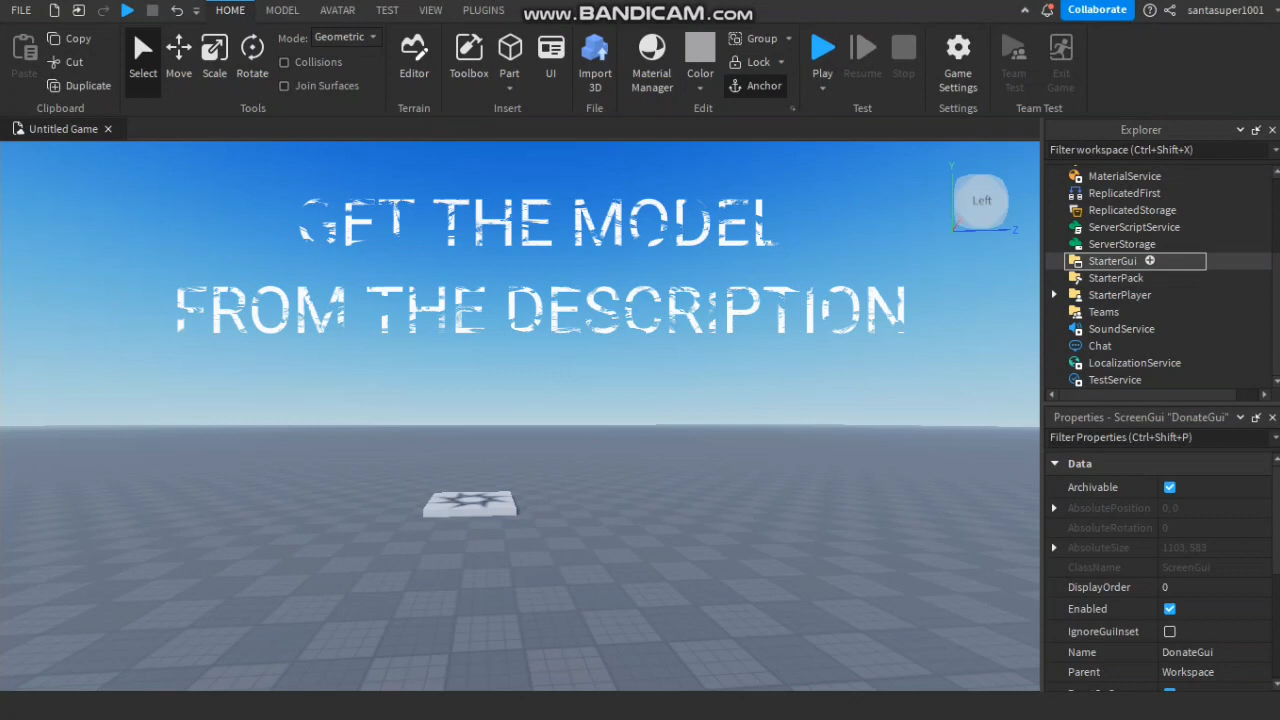 www.BANDICAM.com
FILE HOME MODEL AVATAR TEST VIEW PLUGINS Collaborate santasuper1001
Paste Copy Cut Duplicate Clipboard
Select Move Scale Rotate Mode: Geometric Collisions Join Surfaces Tools
Editor Terrain
Toolbox Part UI Insert
Import 3D File
Material Manager Color Group Lock Anchor Edit
Play Resume Stop Test
Game Settings Settings
Team Test Exit Game Team Test
Untitled Game
GET THE MODEL
FROM THE DESCRIPTION
Left
Y
Z
Explorer
Filter workspace (Ctrl+Shift+X)
MaterialService
ReplicatedFirst
ReplicatedStorage
ServerScriptService
ServerStorage
StarterGui
StarterPack
StarterPlayer
Teams
SoundService
Chat
LocalizationService
TestService
Properties - ScreenGui "DonateGui"
Filter Properties (Ctrl+Shift+P)
Data
Archivable
AbsolutePosition 0, 0
AbsoluteRotation 0
AbsoluteSize 1103, 583
ClassName ScreenGui
DisplayOrder 0
Enabled
IgnoreGuiInset
Name DonateGui
Parent Workspace